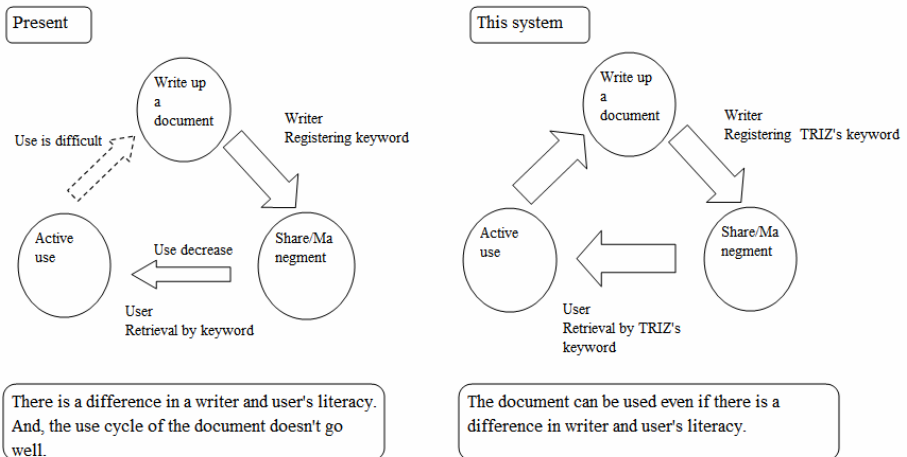 Present
Write up
a
document
Writer
Registering keyword
Use is difficult
Active
use
Use decrease
Share/Ma
negment
User
Retrieval by keyword
There is a difference in a writer and user's literacy.
And, the use cycle of the document doesn't go
well.
This system
Write up
a
document
Writer
Registering TRIZ's keyword
Active
use
Share/Ma
negment
User
Retrieval by TRIZ's
keyword
The document can be used even if there is a
difference in writer and user's literacy.